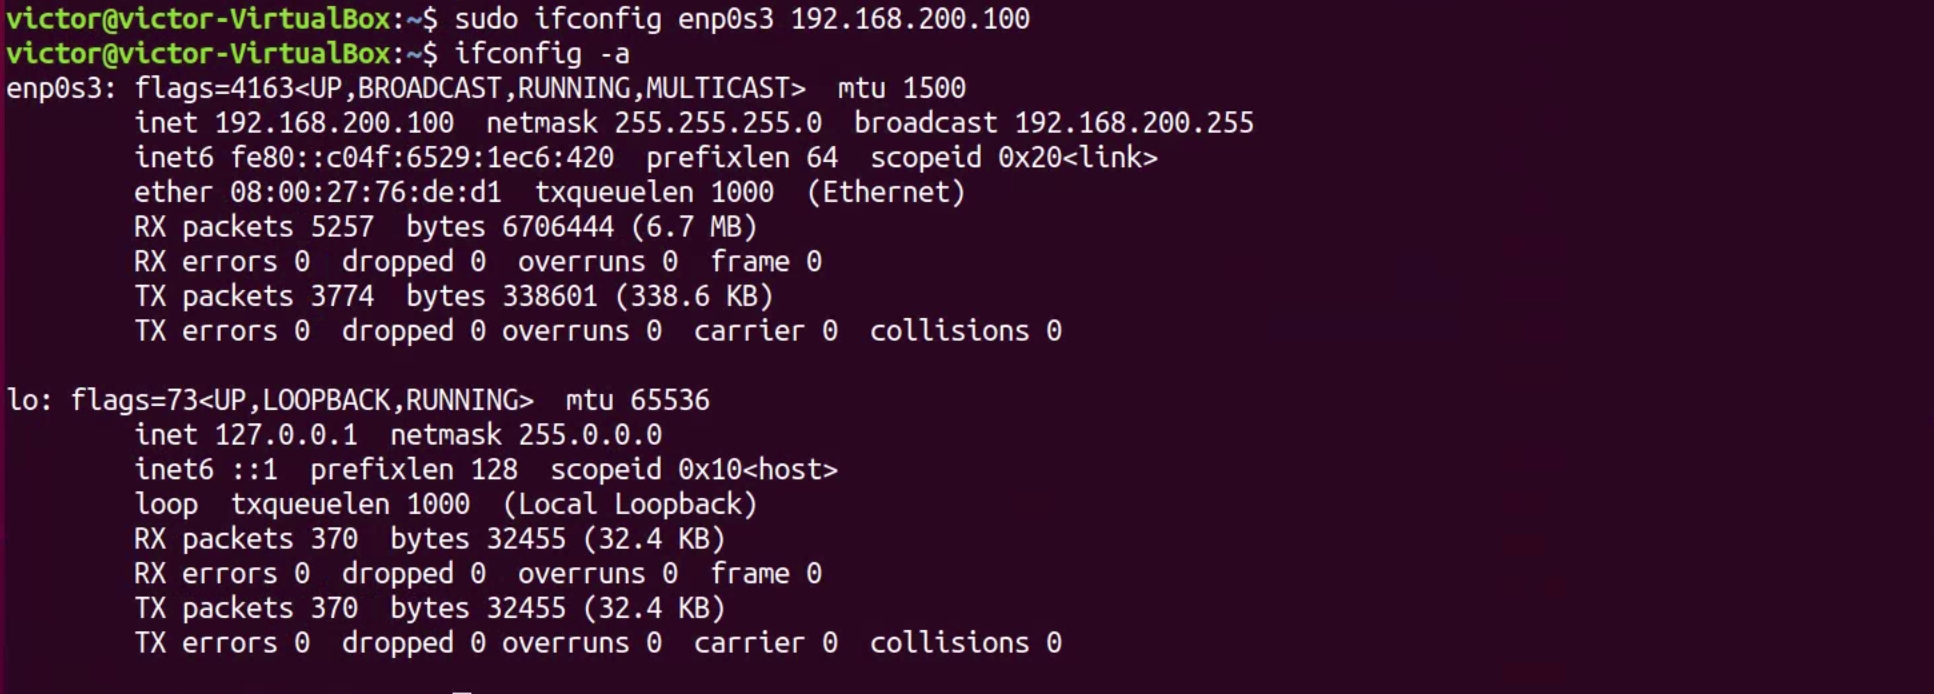 victor@victor-VirtualBox:~$ sudo ifconfig enp0s3 192.168.200.100
victor@victor-VirtualBox:~$ ifconfig -a
enp0s3: flags=4163<UP,BROADCAST,RUNNING,MULTICAST>  mtu 1500
        inet 192.168.200.100  netmask 255.255.255.0  broadcast 192.168.200.255
        inet6 fe80::c04f:6529:1ec6:420  prefixlen 64  scopeid 0x20<link>
        ether 08:00:27:76:de:d1  txqueuelen 1000  (Ethernet)
        RX packets 5257  bytes 6706444 (6.7 MB)
        RX errors 0  dropped 0  overruns 0  frame 0
        TX packets 3774  bytes 338601 (338.6 KB)
        TX errors 0  dropped 0 overruns 0  carrier 0  collisions 0

lo: flags=73<UP,LOOPBACK,RUNNING>  mtu 65536
        inet 127.0.0.1  netmask 255.0.0.0
        inet6 ::1  prefixlen 128  scopeid 0x10<host>
        loop  txqueuelen 1000  (Local Loopback)
        RX packets 370  bytes 32455 (32.4 KB)
        RX errors 0  dropped 0  overruns 0  frame 0
        TX packets 370  bytes 32455 (32.4 KB)
        TX errors 0  dropped 0 overruns 0  carrier 0  collisions 0